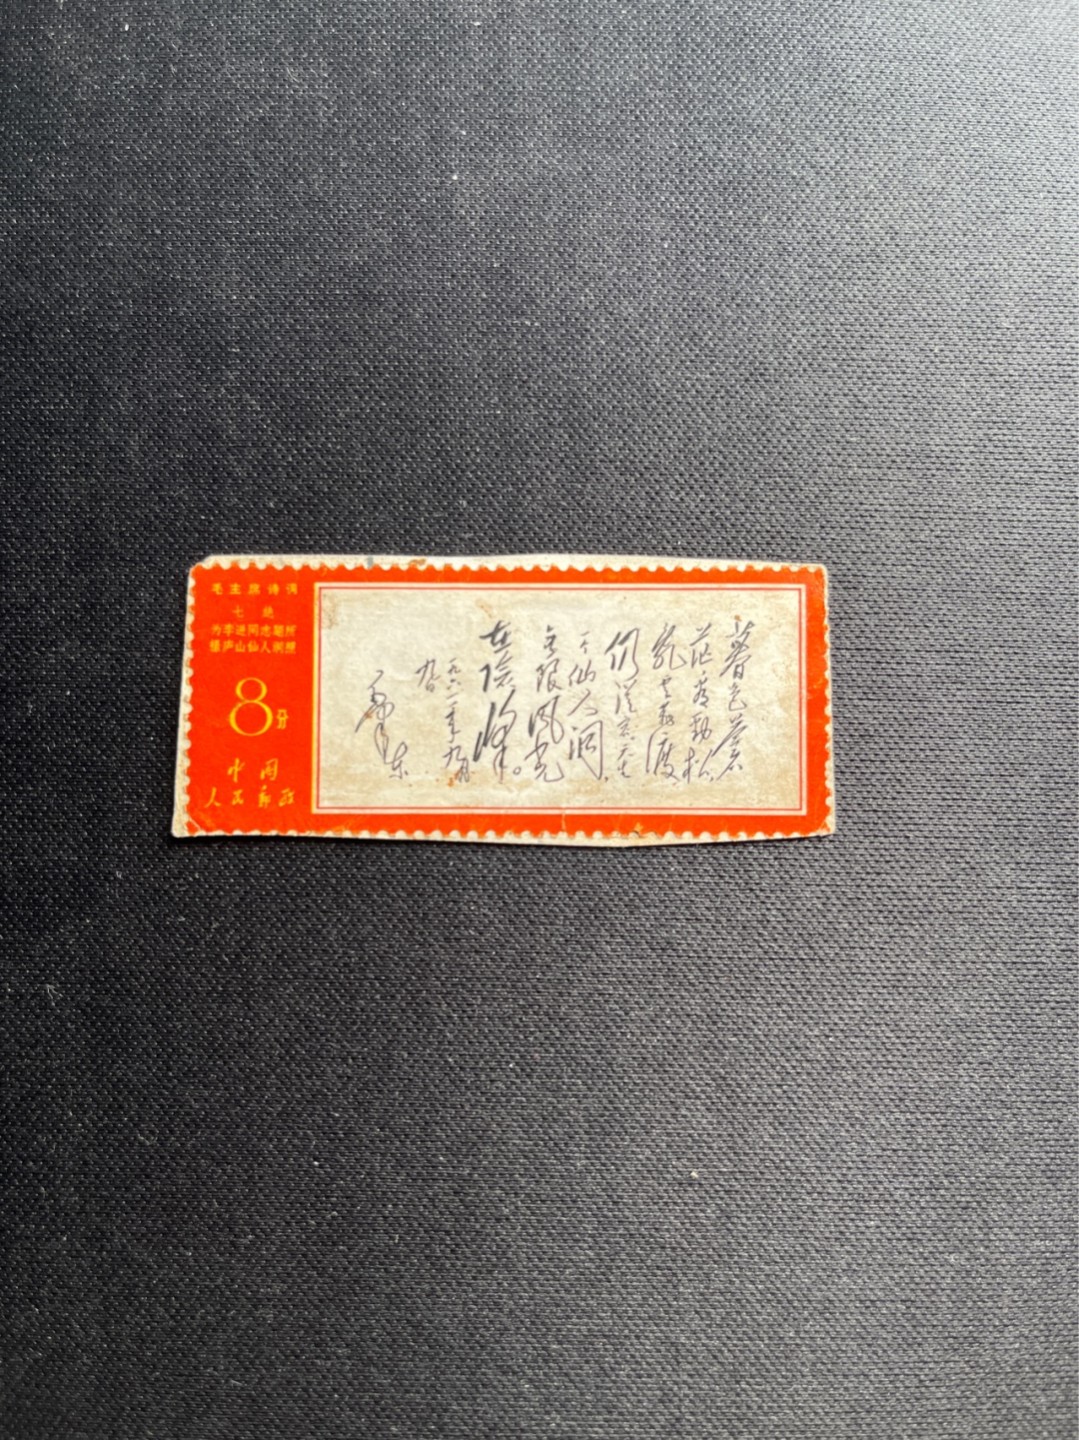 毛主席诗词
七绝
为李进同志题所
摄庐山仙人洞照
8分
中国
人民邮政
暮色苍
茫看劲松
乱云飞渡
仍从容天生
一个仙人洞
无限风光
在险峰。
一九六一年九月
九日
毛泽东